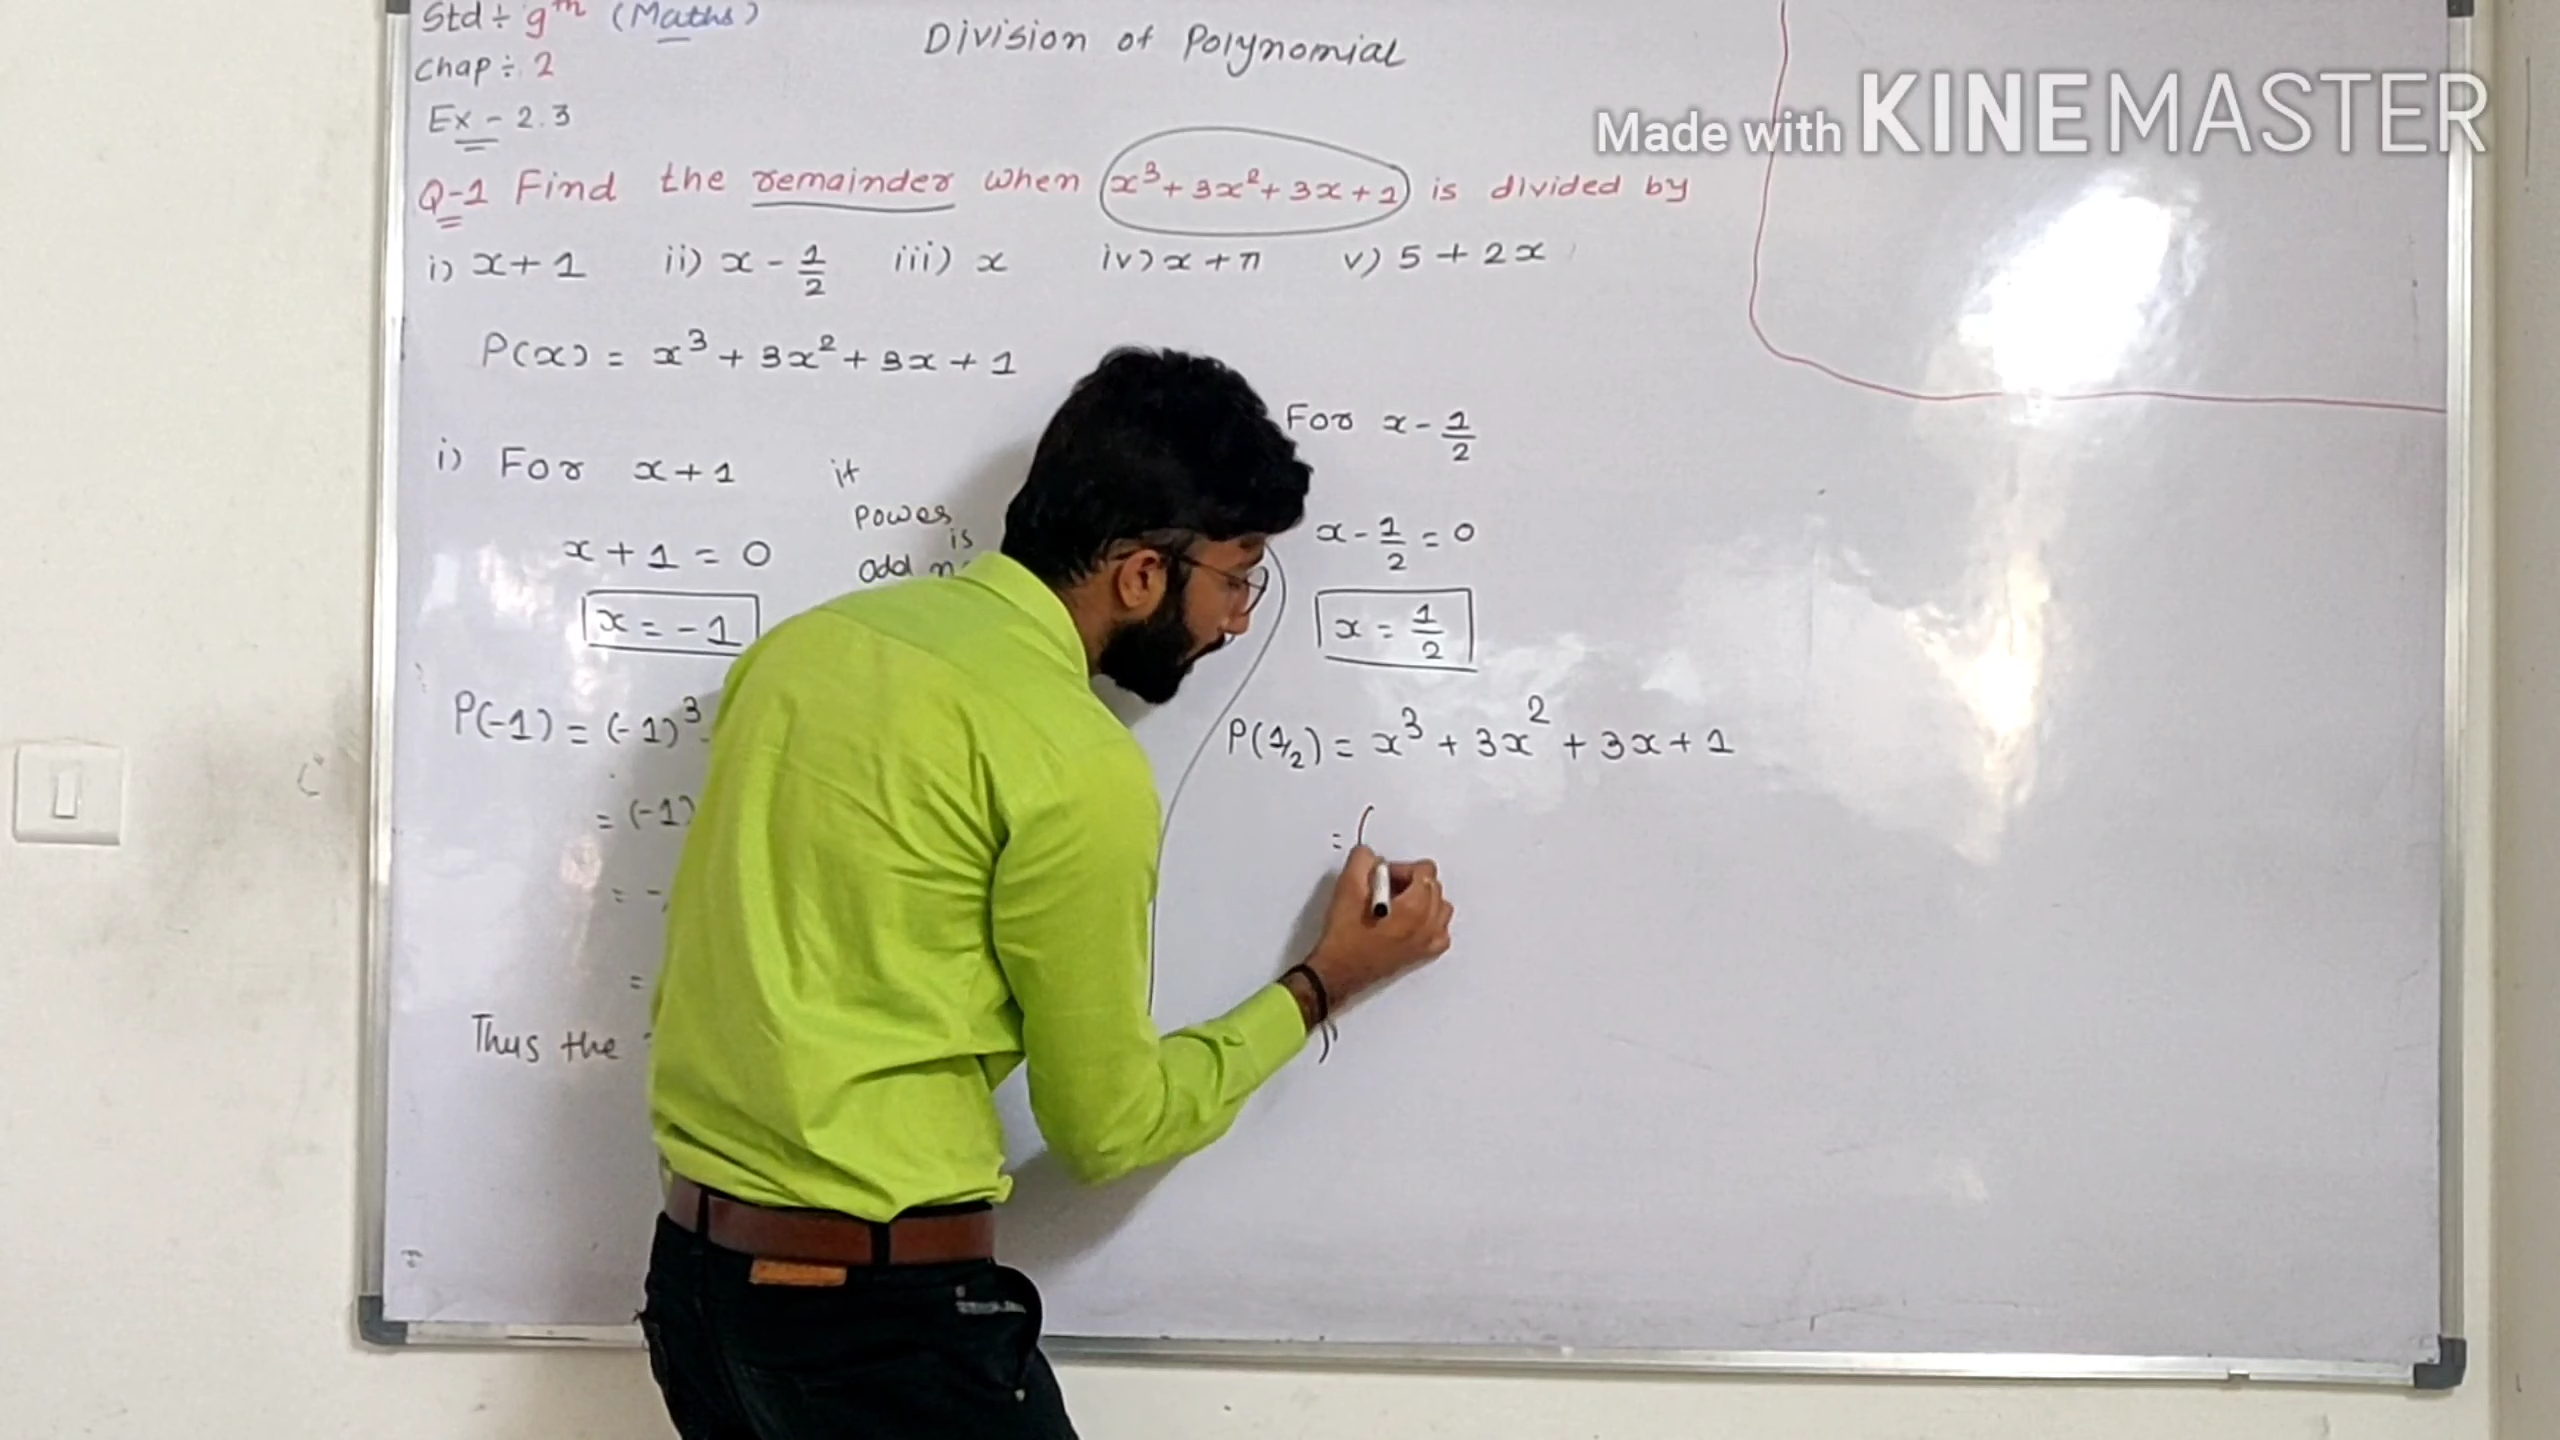 Std ÷ 9th (Maths)
Division of Polynomial
Chap ÷ 2
Ex - 2.3
Made with KINEMASTER
Q-1 Find the remainder when x³ + 3x² + 3x + 1 is divided by
i) x + 1 ii) x - 1/2 iii) x iv) x + π v) 5 + 2x
P(x) = x³ + 3x² + 3x + 1
i) For x + 1
x + 1 = 0
x = -1
if
power
is
odd
P(-1) = (-1)³
= (-1)
= -
=
Thus the
For x - 1/2
x - 1/2 = 0
x = 1/2
P(1/2) = x³ + 3x² + 3x + 1
= (